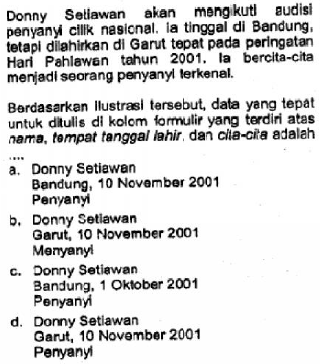 Donny Setiawan akan mengikuti audisi
penyanyi cilik nasional. Ia tinggal di Bandung,
tetapi dilahirkan di Garut tepat pada peringatan
Hari Pahlawan tahun 2001. Ia bercita-cita
menjadi seorang penyanyi terkenal.
Berdasarkan ilustrasi tersebut, data yang tepat
untuk ditulis di kolom formulir yang terdiri atas
nama, tempat tanggal lahir, dan cita-cita adalah
....
a. Donny Setiawan
Bandung, 10 November 2001
Penyanyi
b. Donny Setiawan
Garut, 10 November 2001
Menyanyi
c. Donny Setiawan
Bandung, 1 Oktober 2001
Penyanyi
d. Donny Setiawan
Garut, 10 November 2001
Penyanyi